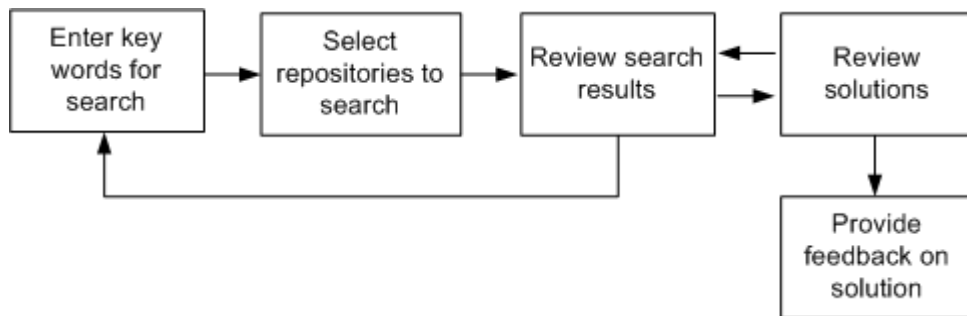 Enter key
words for
search
Select
repositories to
search
Review search
results
Review
solutions
Provide
feedback on
solution